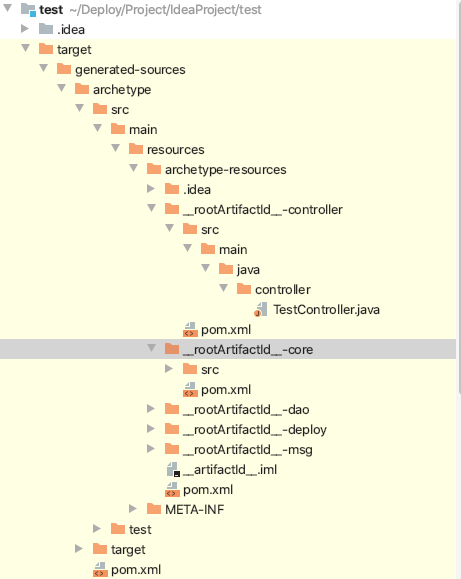 test ~/Deploy/Project/IdeaProject/test
.idea
target
generated-sources
archetype
src
main
resources
archetype-resources
.idea
__rootArtifactId__-controller
src
main
java
controller
TestController.java
pom.xml
__rootArtifactId__-core
src
pom.xml
__rootArtifactId__-dao
__rootArtifactId__-deploy
__rootArtifactId__-msg
__artifactId__.iml
pom.xml
META-INF
test
target
pom.xml